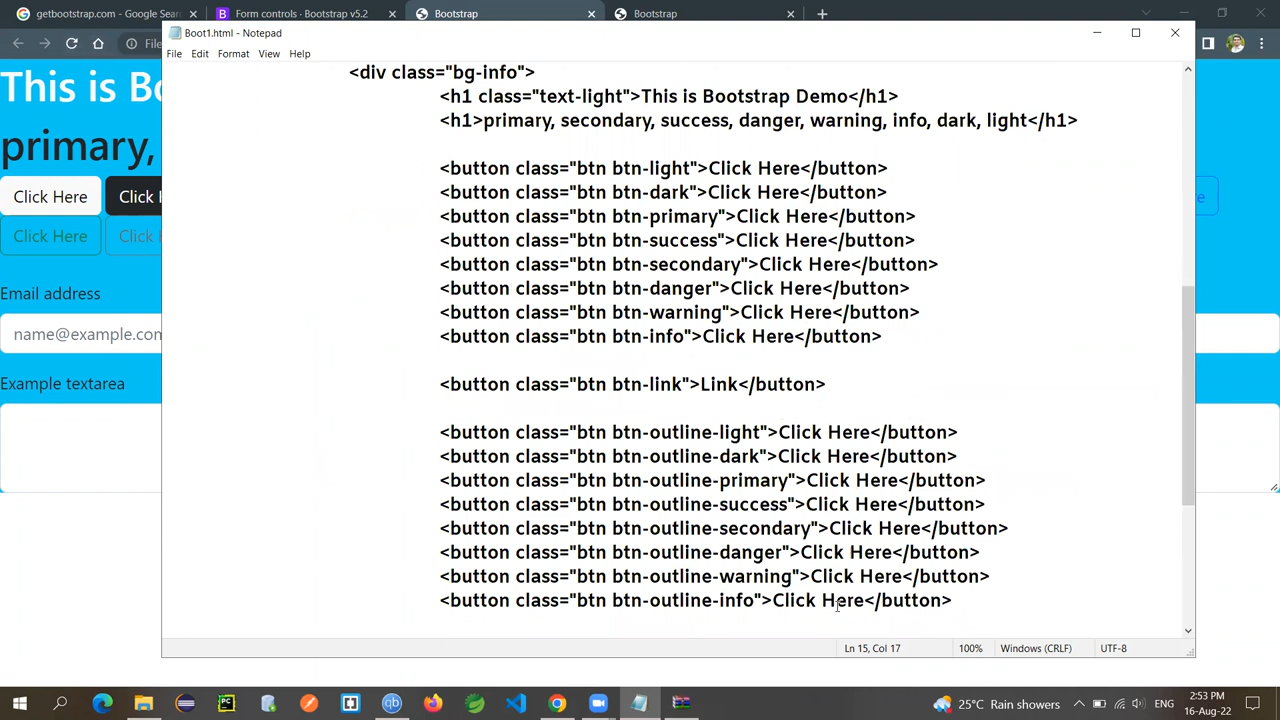 getbootstrap.com - Google Search
Form controls · Bootstrap v5.2
Bootstrap
Bootstrap
Boot1.html - Notepad
File
File Edit Format View Help
This is Bo
primary,
Click Here
Click H
e
Click Here
Click
Email address
name@example.com
Example textarea
<div class="bg-info">
<h1 class="text-light">This is Bootstrap Demo</h1>
<h1>primary, secondary, success, danger, warning, info, dark, light</h1>
<button class="btn btn-light">Click Here</button>
<button class="btn btn-dark">Click Here</button>
<button class="btn btn-primary">Click Here</button>
<button class="btn btn-success">Click Here</button>
<button class="btn btn-secondary">Click Here</button>
<button class="btn btn-danger">Click Here</button>
<button class="btn btn-warning">Click Here</button>
<button class="btn btn-info">Click Here</button>
<button class="btn btn-link">Link</button>
<button class="btn btn-outline-light">Click Here</button>
<button class="btn btn-outline-dark">Click Here</button>
<button class="btn btn-outline-primary">Click Here</button>
<button class="btn btn-outline-success">Click Here</button>
<button class="btn btn-outline-secondary">Click Here</button>
<button class="btn btn-outline-danger">Click Here</button>
<button class="btn btn-outline-warning">Click Here</button>
<button class="btn btn-outline-info">Click Here</button>
Ln 15, Col 17 100% Windows (CRLF) UTF-8
25°C Rain showers ENG 2:53 PM
16-Aug-22